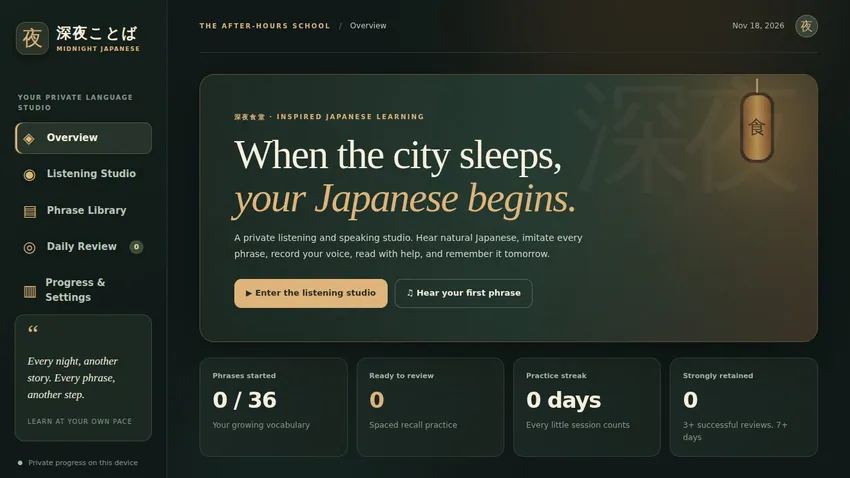 夜
深夜ことば
MIDNIGHT JAPANESE
YOUR PRIVATE LANGUAGE
STUDIO
Overview
Listening Studio
Phrase Library
Daily Review 0
Progress &
Settings
“
Every night, another
story. Every phrase,
another step.
LEARN AT YOUR OWN PACE
Private progress on this device
THE AFTER-HOURS SCHOOL / Overview
Nov 18, 2026 夜
深夜
食
深夜食堂 · INSPIRED JAPANESE LEARNING
When the city sleeps,
your Japanese begins.
A private listening and speaking studio. Hear natural Japanese, imitate every
phrase, record your voice, read with help, and remember it tomorrow.
▶ Enter the listening studio
♫ Hear your first phrase
Phrases started
0 / 36
Your growing vocabulary
Ready to review
0
Spaced recall practice
Practice streak
0 days
Every little session counts
Strongly retained
0
3+ successful reviews, 7+
days